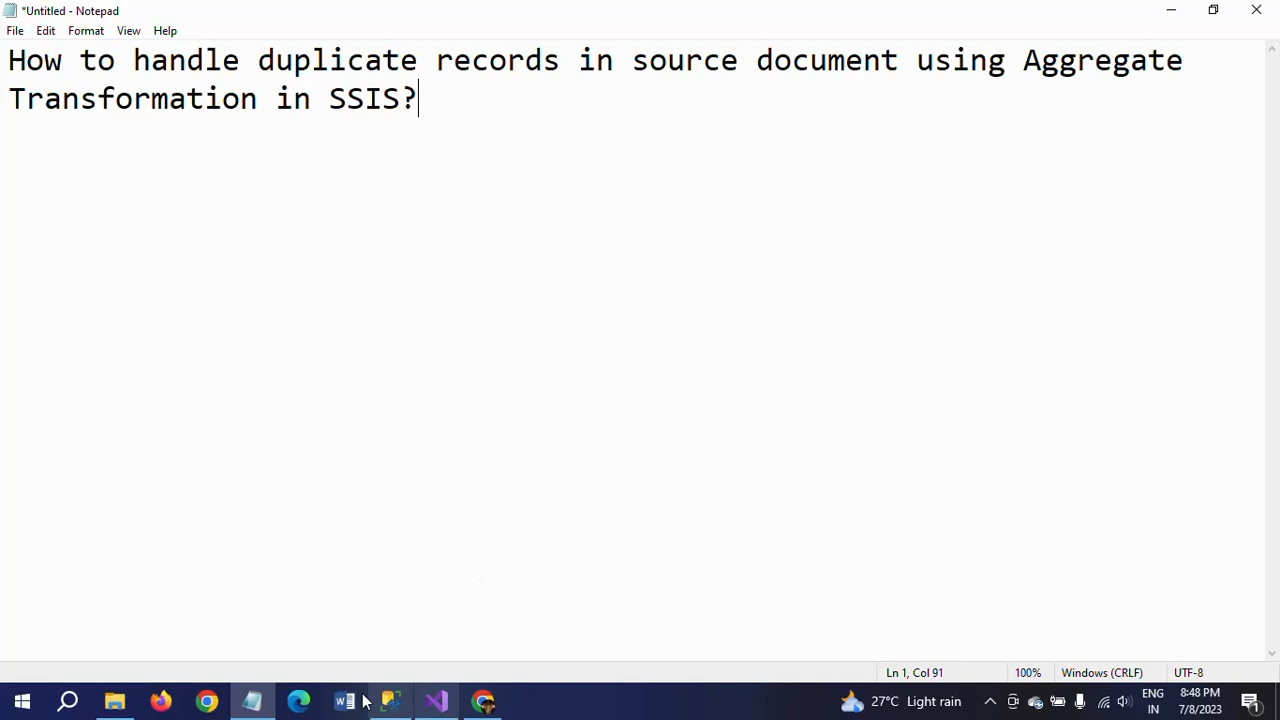 *Untitled - Notepad
File Edit Format View Help
How to handle duplicate records in source document using Aggregate
Transformation in SSIS?
Ln 1, Col 91 100% Windows (CRLF) UTF-8
27°C Light rain
ENG
IN
8:48 PM
7/8/2023
1